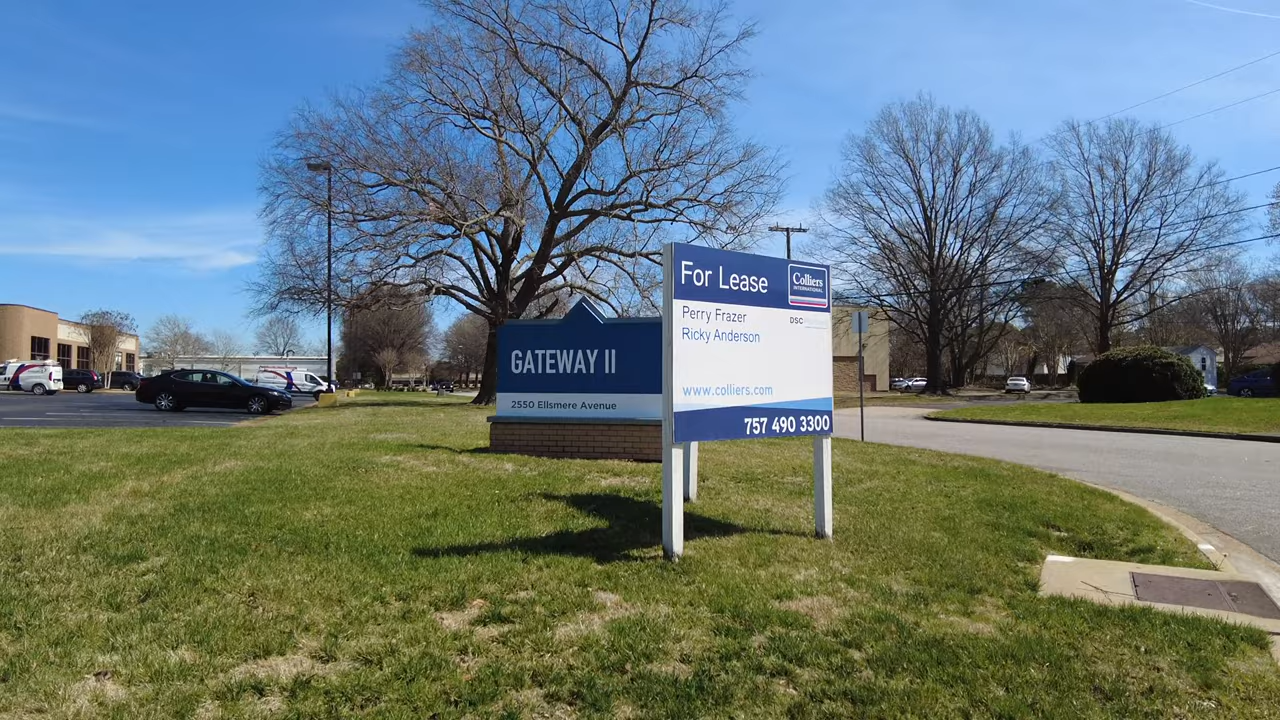 GATEWAY II
2550 Ellsmere Avenue
For Lease
Colliers
INTERNATIONAL
Perry Frazer
Ricky Anderson
DSC
www.colliers.com
757 490 3300